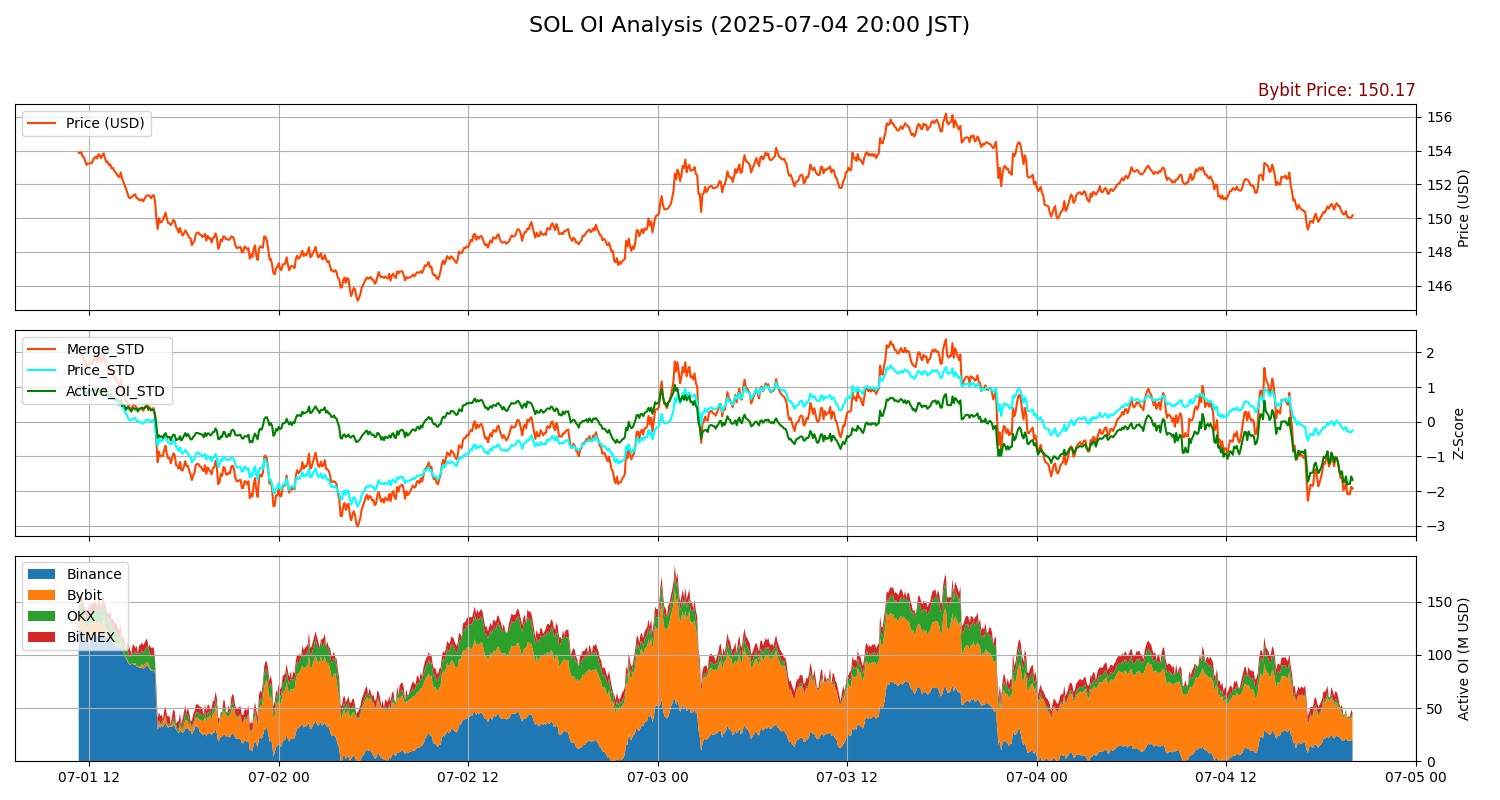 SOL OI Analysis (2025-07-04 20:00 JST)
Bybit Price: 150.17
Price (USD)
156
154
152
150
148
146
Price (USD)
Merge_STD
Price_STD
Active_OI_STD
2
1
0
−1
−2
−3
Z-Score
Binance
Bybit
OKX
BitMEX
150
100
50
0
Active OI (M USD)
07-01 12
07-02 00
07-02 12
07-03 00
07-03 12
07-04 00
07-04 12
07-05 00